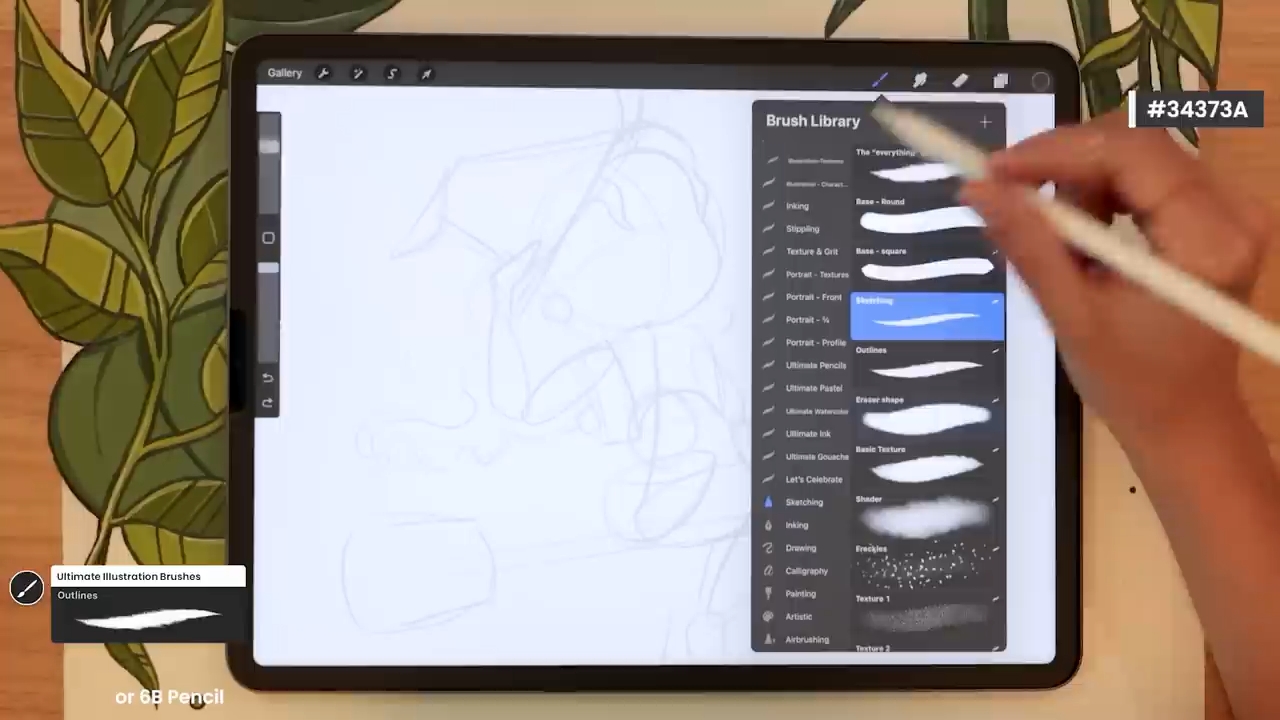 Gallery
#34373A
Brush Library
The "everything"
Base - Round
Inking
Stippling
Texture & Grit
Base - square
Portrait - Textures
Portrait - Front
Sketching
Portrait - ¾
Portrait - Profile
Outlines
Ultimate Pencils
Ultimate Pastel
Eraser shape
Ultimate Watercolor
Ultimate Ink
Basic Texture
Ultimate Gouache
Let's Celebrate
Sketching
Shader
Inking
Drawing
Freckles
Calligraphy
Painting
Texture 1
Artistic
Airbrushing
Texture 2
Ultimate Illustration Brushes
Outlines
or 6B Pencil